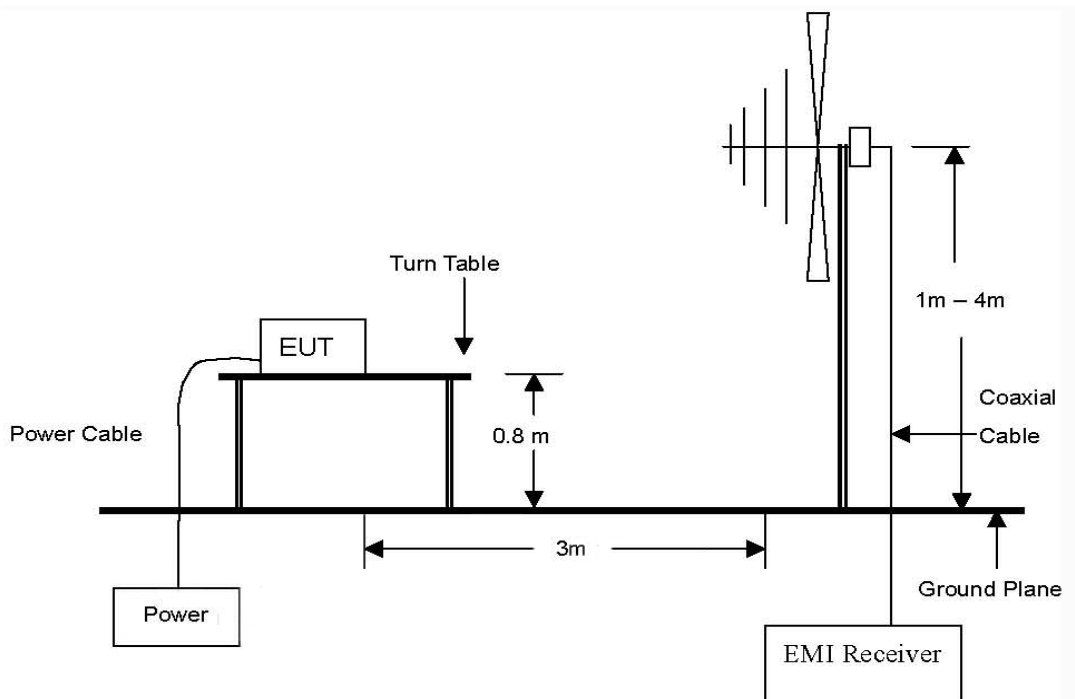 Turn Table
EUT
1m – 4m
Coaxial
Cable
Power Cable
0.8 m
3m
Ground Plane
Power
EMI Receiver